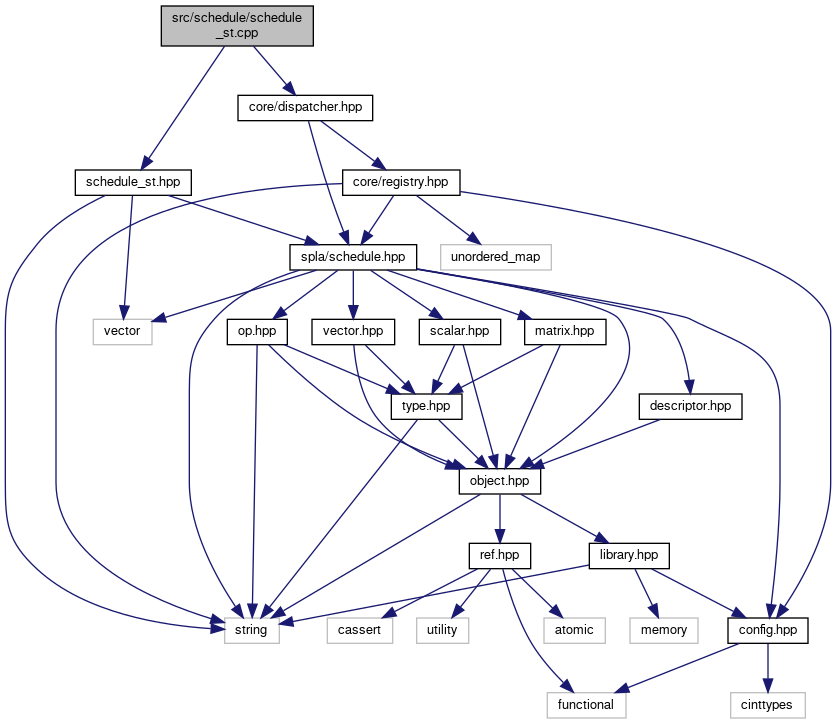 src/schedule/schedule
_st.cpp
core/dispatcher.hpp
schedule_st.hpp
core/registry.hpp
spla/schedule.hpp
unordered_map
vector
op.hpp
vector.hpp
scalar.hpp
matrix.hpp
type.hpp
descriptor.hpp
object.hpp
ref.hpp
library.hpp
string
cassert
utility
atomic
memory
config.hpp
functional
cinttypes